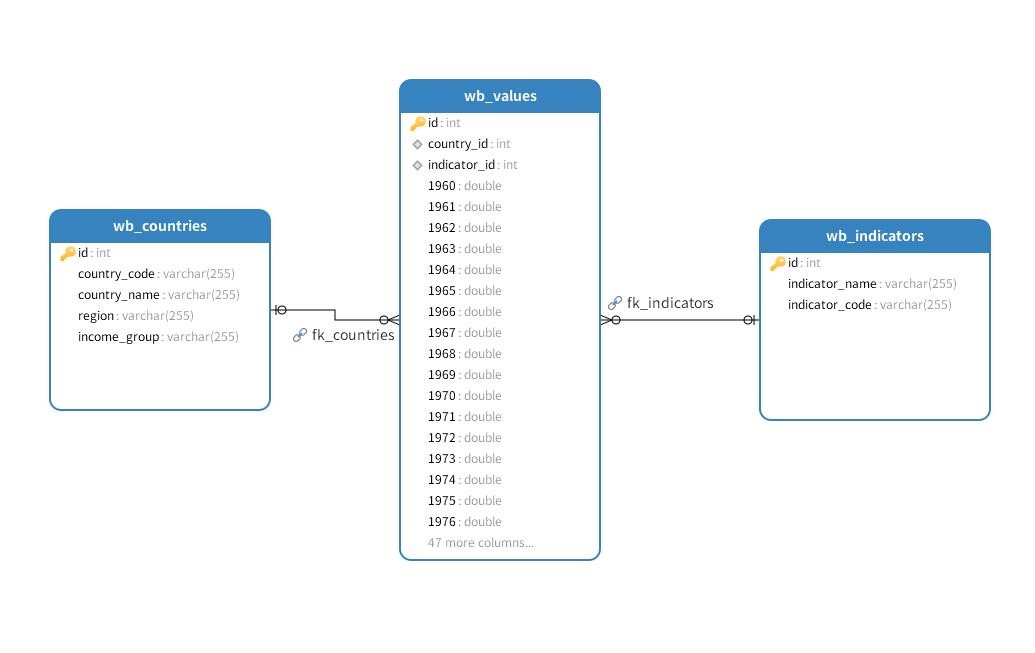 wb_countries
id : int
country_code : varchar(255)
country_name : varchar(255)
region : varchar(255)
income_group : varchar(255)
fk_countries
wb_values
id : int
country_id : int
indicator_id : int
1960 : double
1961 : double
1962 : double
1963 : double
1964 : double
1965 : double
1966 : double
1967 : double
1968 : double
1969 : double
1970 : double
1971 : double
1972 : double
1973 : double
1974 : double
1975 : double
1976 : double
47 more columns...
fk_indicators
wb_indicators
id : int
indicator_name : varchar(255)
indicator_code : varchar(255)